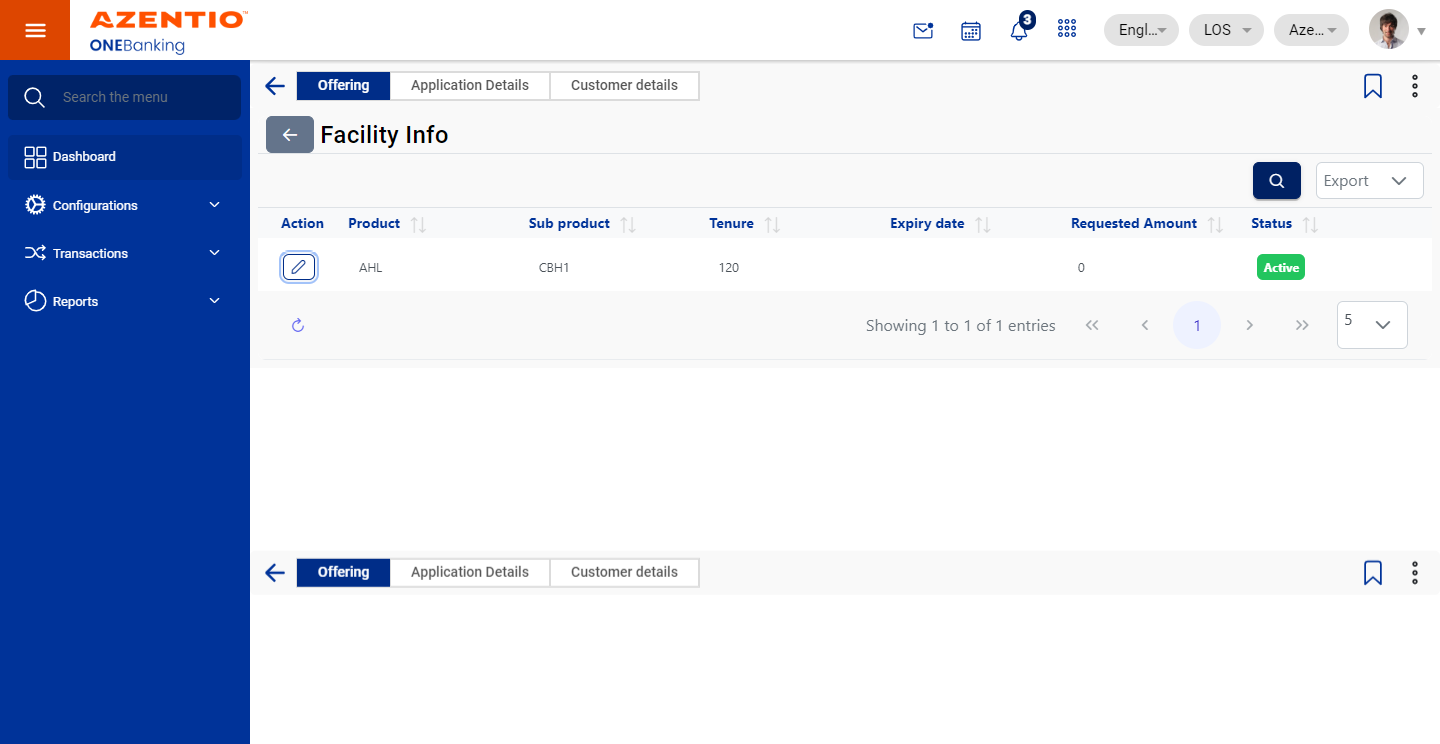 AZENTIO™
ONEBanking
3
Engl...
LOS
Aze...
Search the menu
Dashboard
Configurations
Transactions
Reports
Offering Application Details Customer details
Facility Info
Export
Action Product Sub product Tenure Expiry date Requested Amount Status
AHL CBH1 120 0 Active
Showing 1 to 1 of 1 entries 1 5
Offering Application Details Customer details